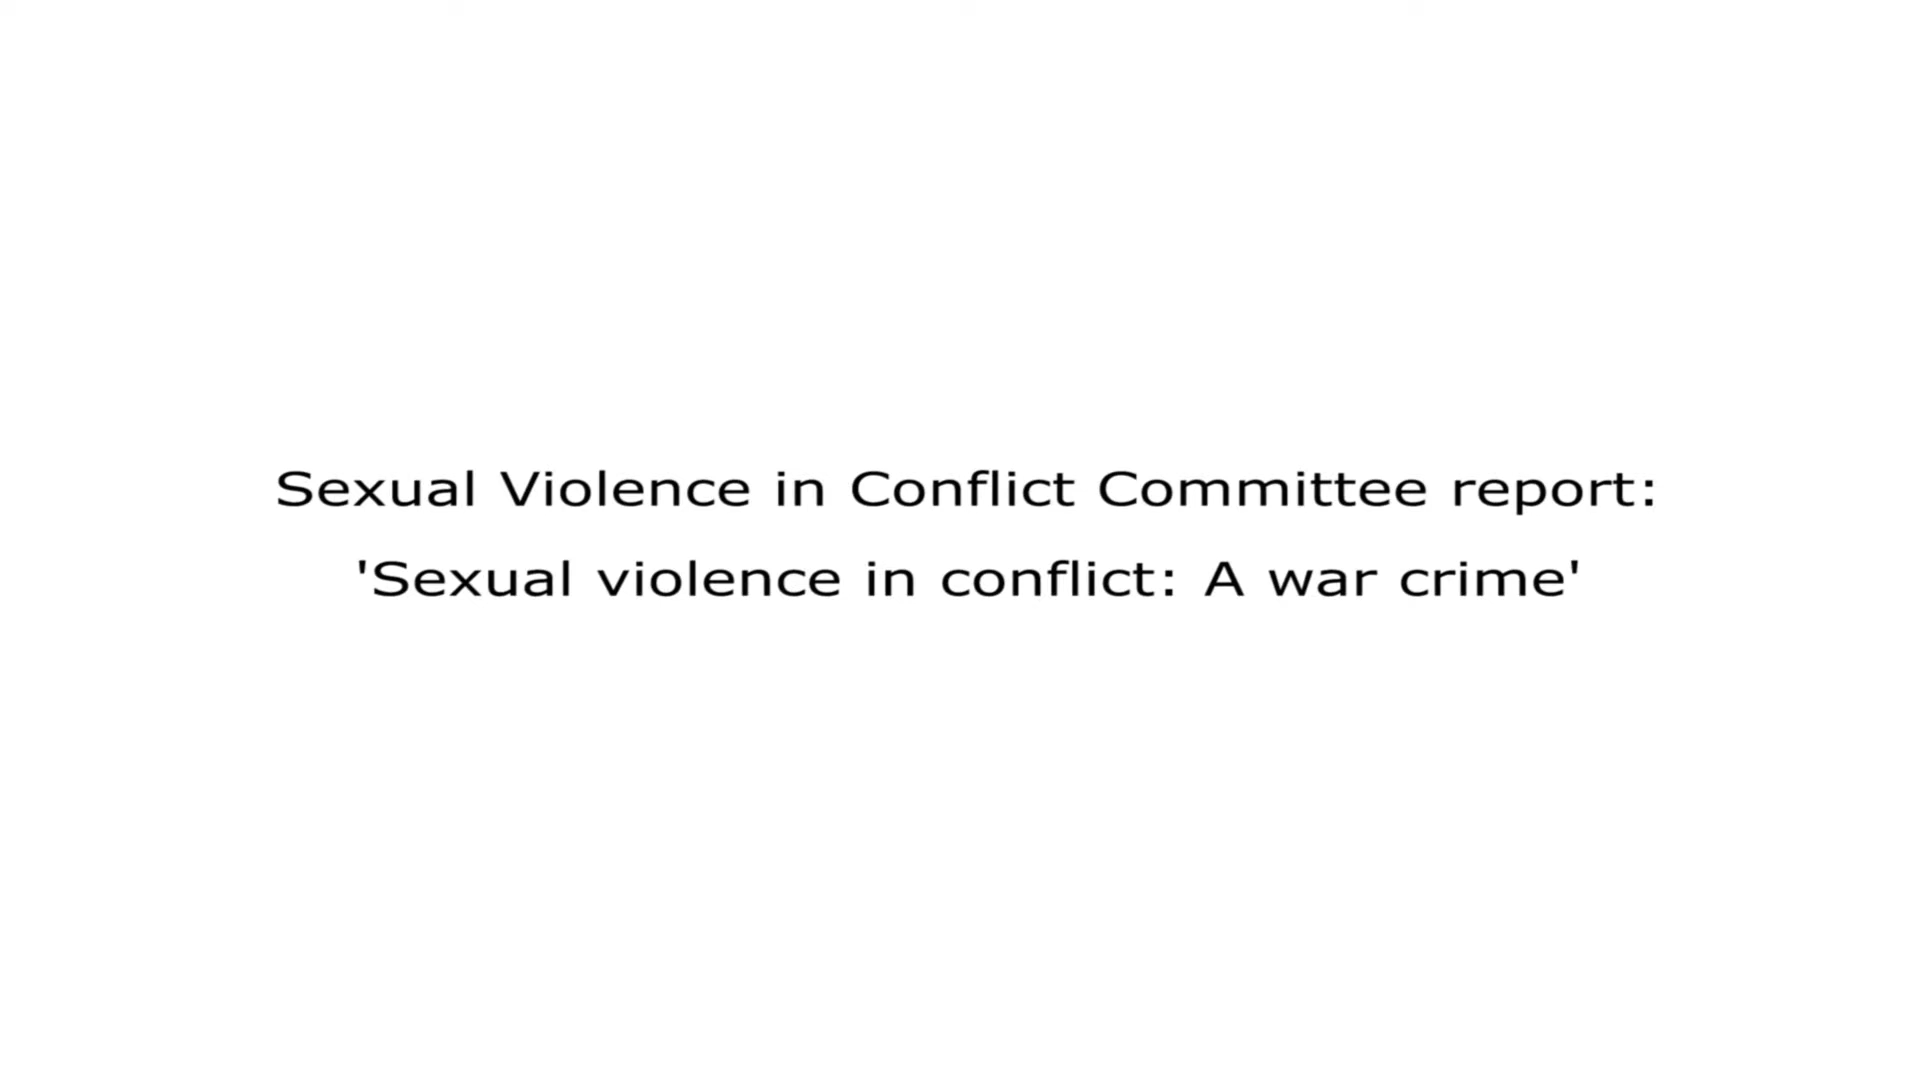 Sexual Violence in Conflict Committee report:
'Sexual violence in conflict: A war crime'